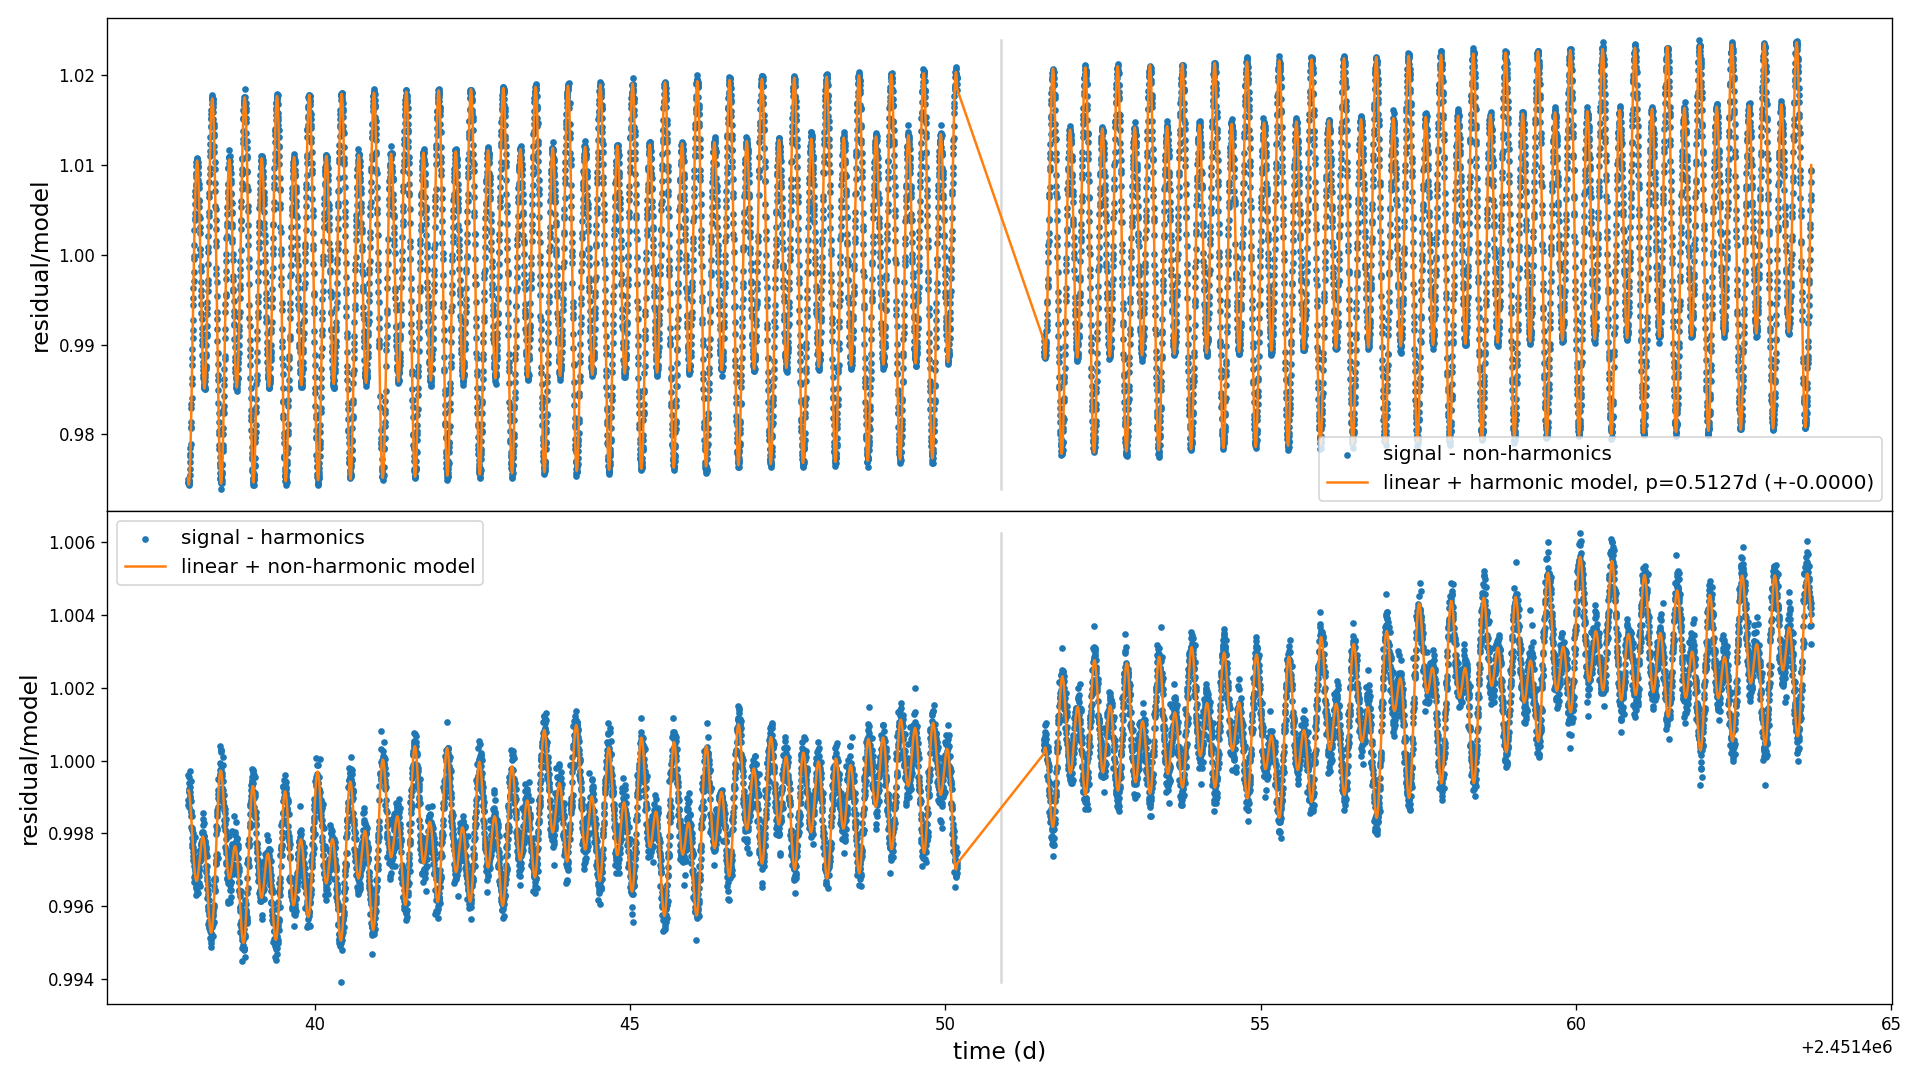 1.02
1.01
1.00
0.99
0.98
residual/model
signal - non-harmonics
linear + harmonic model, p=0.5127d (+-0.0000)
signal - harmonics
linear + non-harmonic model
1.006
1.004
1.002
1.000
0.998
0.996
0.994
residual/model
40
45
50
55
60
65
time (d)
+2.4514e6